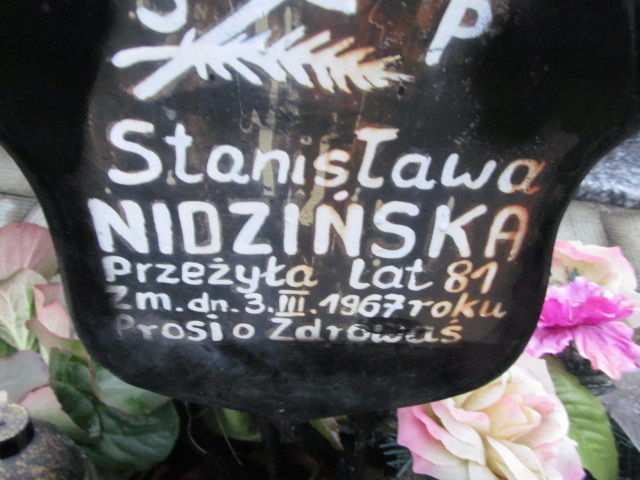 Ś P
Stanisława
NIDZIŃSKA
Przeżyła Lat 81
Zm. dn. 3. III. 1967 roku
Prosi o Zdrowaś